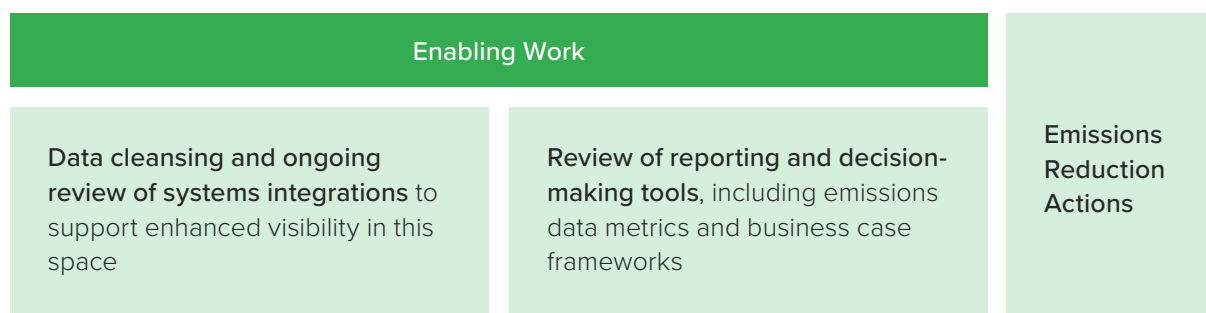 Enabling Work
Data cleansing and ongoing
review of systems integrations to
support enhanced visibility in this
space
Review of reporting and decision-
making tools, including emissions
data metrics and business case
frameworks
Emissions
Reduction
Actions